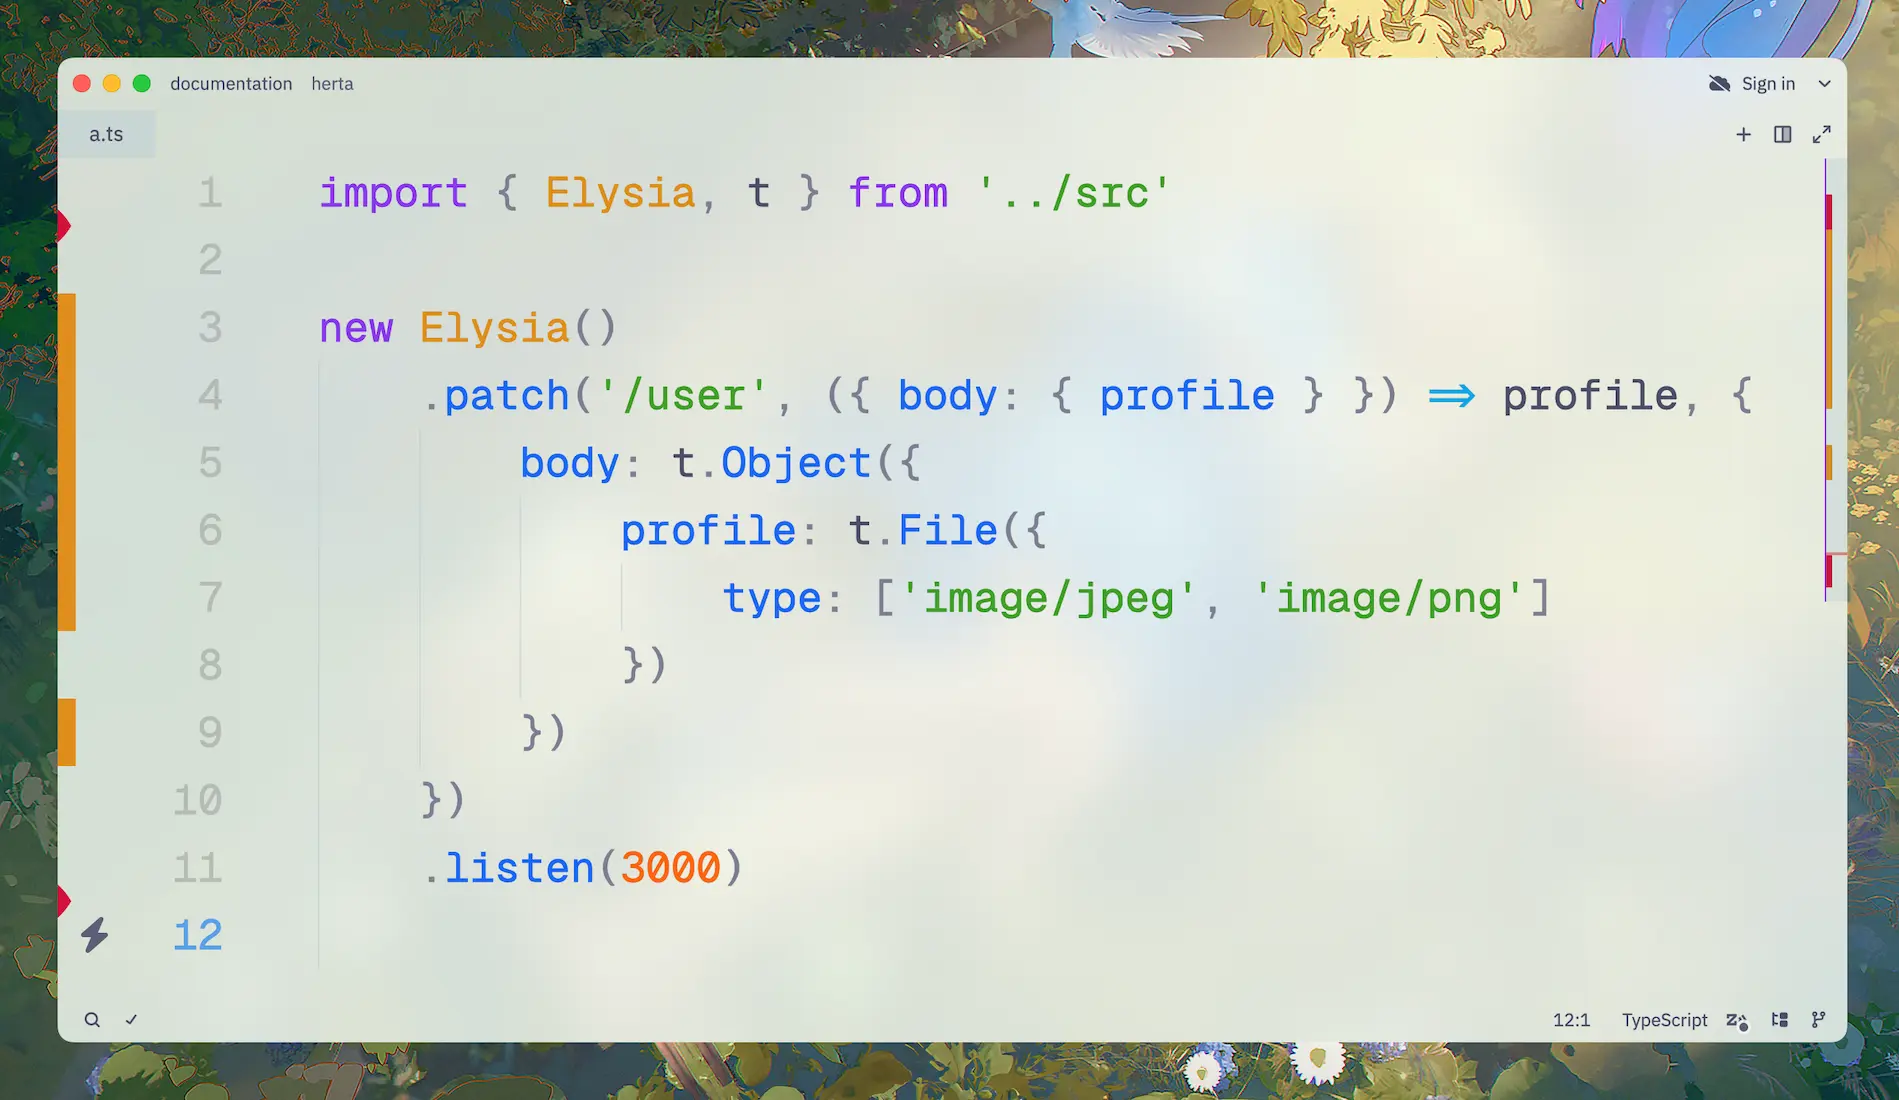 documentation herta
Sign in
a.ts
1 import { Elysia, t } from '../src'
2
3 new Elysia()
4     .patch('/user', ({ body: { profile } }) => profile, {
5         body: t.Object({
6             profile: t.File({
7                 type: ['image/jpeg', 'image/png']
8             })
9         })
10     })
11     .listen(3000)
12
12:1 TypeScript